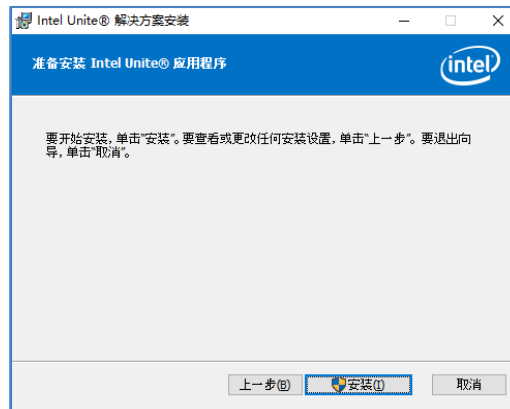 Intel Unite® 解决方案安装
准备安装 Intel Unite® 应用程序
intel
要开始安装，单击“安装”。要查看或更改任何安装设置，单击“上一步”。要退出向
导，单击“取消”。
上一步(B) 安装(I) 取消